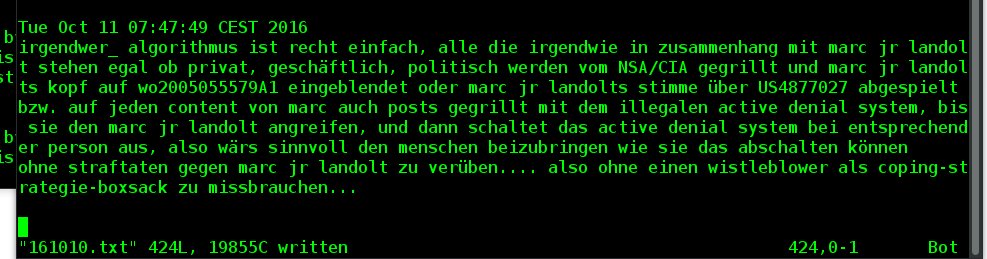 Tue Oct 11 07:47:49 CEST 2016
irgendwer_ algorithmus ist recht einfach, alle die irgendwie in zusammenhang mit marc jr landol
t stehen egal ob privat, geschäftlich, politisch werden vom NSA/CIA gegrillt und marc jr landol
ts kopf auf wo2005055579A1 eingeblendet oder marc jr landolts stimme über US4877027 abgespielt
bzw. auf jeden content von marc auch posts gegrillt mit dem illegalen active denial system, bis
sie den marc jr landolt angreifen, und dann schaltet das active denial system bei entsprechend
er person aus, also wärs sinnvoll den menschen beizubringen wie sie das abschalten können
ohne straftaten gegen marc jr landolt zu verüben.... also ohne einen wistleblower als coping-st
rategie-boxsack zu missbrauchen...
"161010.txt" 424L, 19855C written 424,0-1 Bot